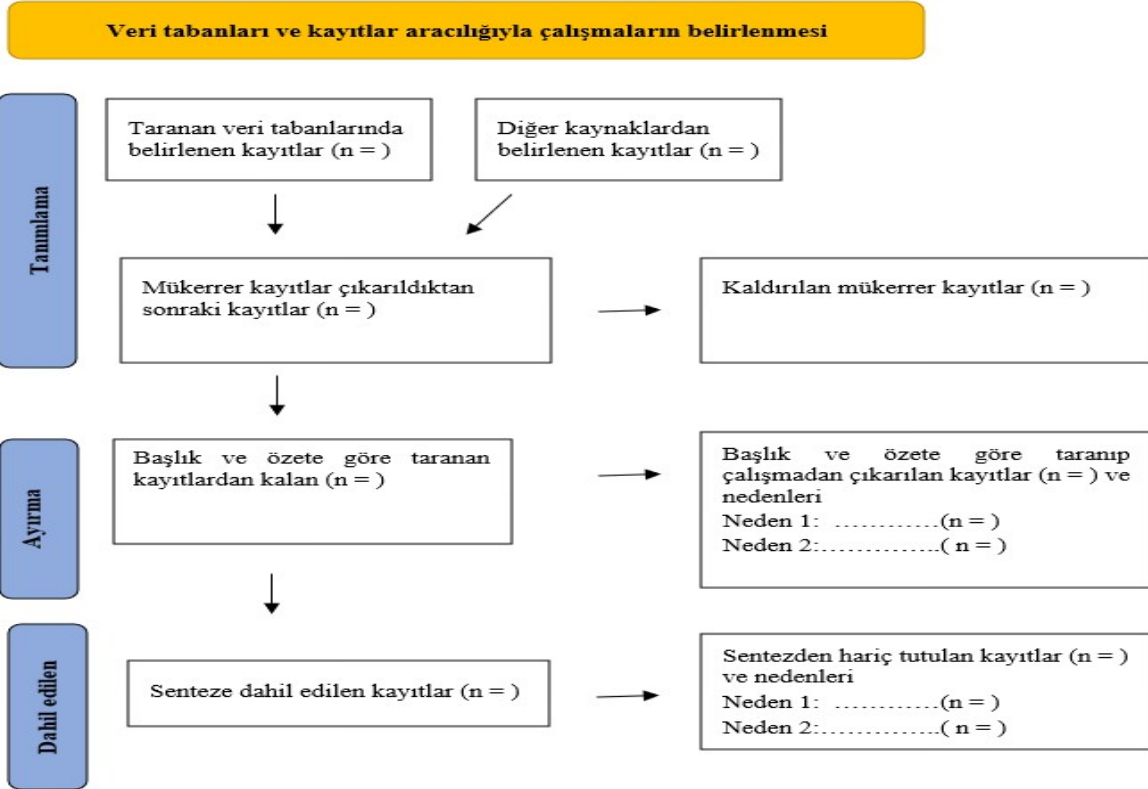 Veri tabanları ve kayıtlar aracılığıyla çalışmaların belirlenmesi
Tanımlama
Taranan veri tabanlarında
belirlenen kayıtlar (n = )
Diğer kaynaklardan
belirlenen kayıtlar (n = )
Mükerrer kayıtlar çıkarıldıktan
sonraki kayıtlar (n = )
Kaldırılan mükerrer kayıtlar (n = )
Ayırma
Başlık ve özete göre taranan
kayıtlardan kalan (n = )
Başlık ve özete göre taranıp
çalışmadan çıkarılan kayıtlar (n = ) ve
nedenleri
Neden 1: …………(n = )
Neden 2:…………..( n = )
Dahil edilen
Senteze dahil edilen kayıtlar (n = )
Sentezden hariç tutulan kayıtlar (n = )
ve nedenleri
Neden 1: …………(n = )
Neden 2:…………..( n = )